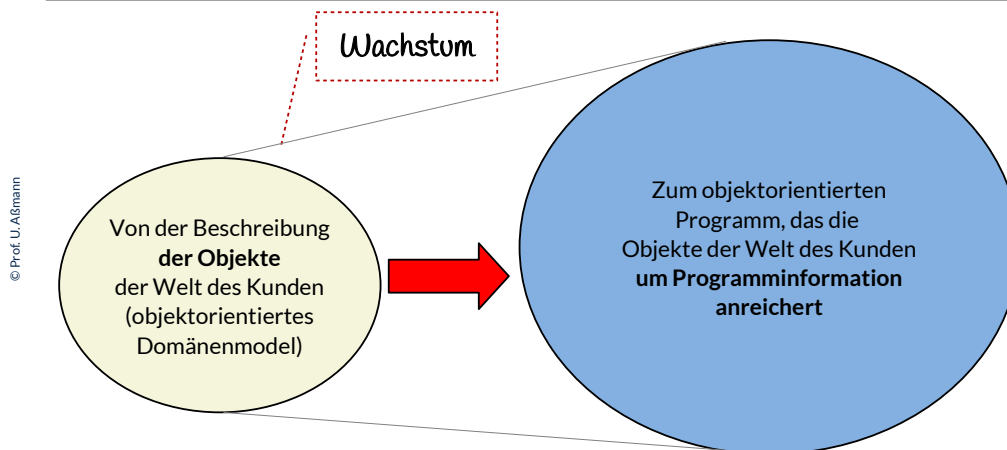 Wachstum
© Prof. U. Aßmann
Von der Beschreibung
der Objekte
der Welt des Kunden
(objektorientiertes
Domänenmodel)
Zum objektorientierten
Programm, das die
Objekte der Welt des Kunden
um Programminformation
anreichert